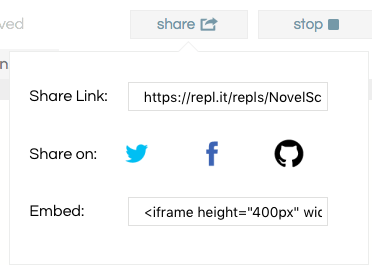 share
stop
Share Link: https://repl.it/repls/NovelSc
Share on:
Embed: <iframe height="400px" wid